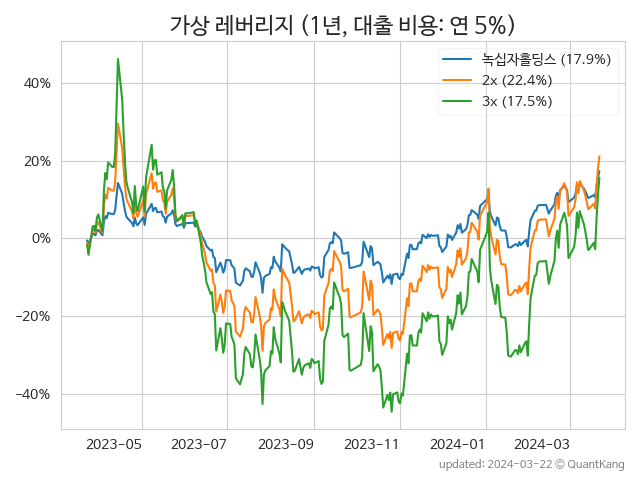 가상 레버리지 (1년, 대출 비용: 연 5%)
녹십자홀딩스 (17.9%)
2x (22.4%)
3x (17.5%)
40%
20%
0%
−20%
−40%
2023-05 2023-07 2023-09 2023-11 2024-01 2024-03
updated: 2024-03-22 © QuantKang